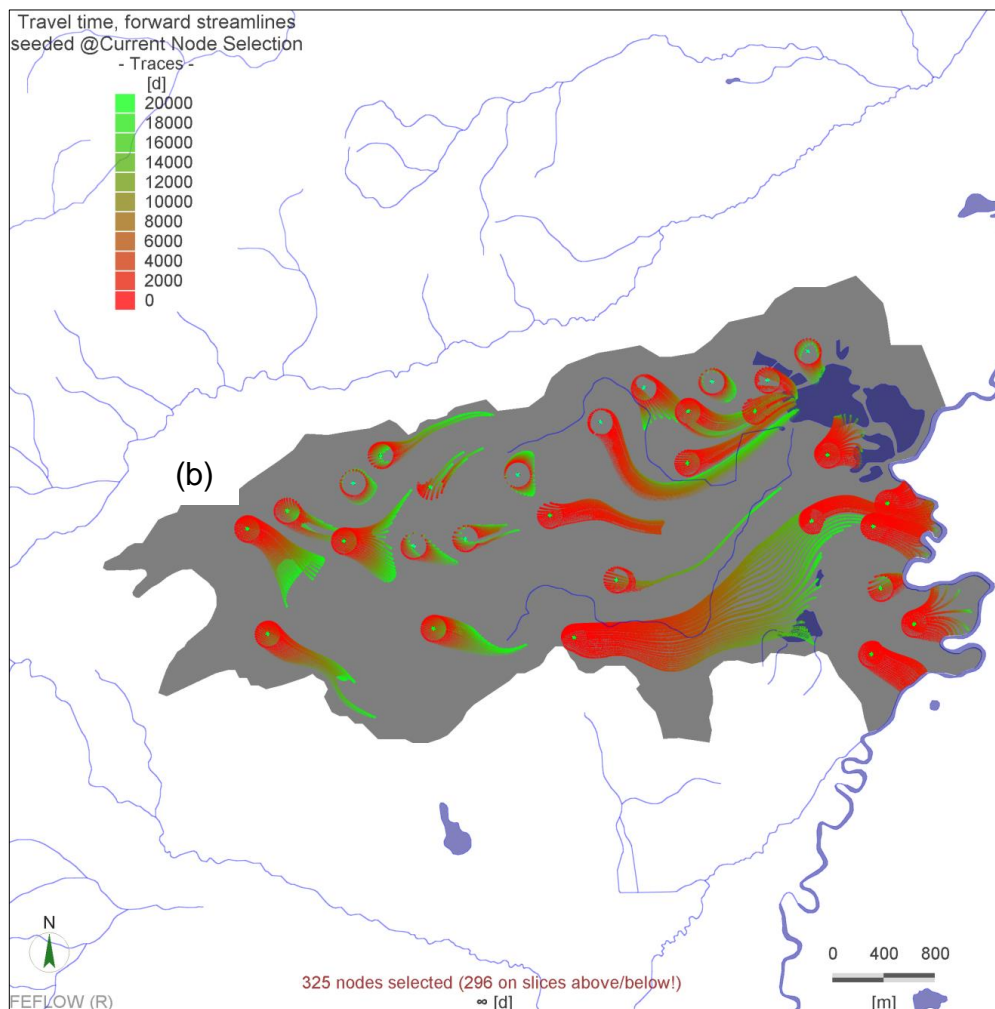 Travel time, forward streamlines
seeded @Current Node Selection
- Traces -
[d]
20000
18000
16000
14000
12000
10000
8000
6000
4000
2000
0
(b)
N
325 nodes selected (296 on slices above/below!)
∞ [d]
FEFLOW (R)
0 400 800
[m]